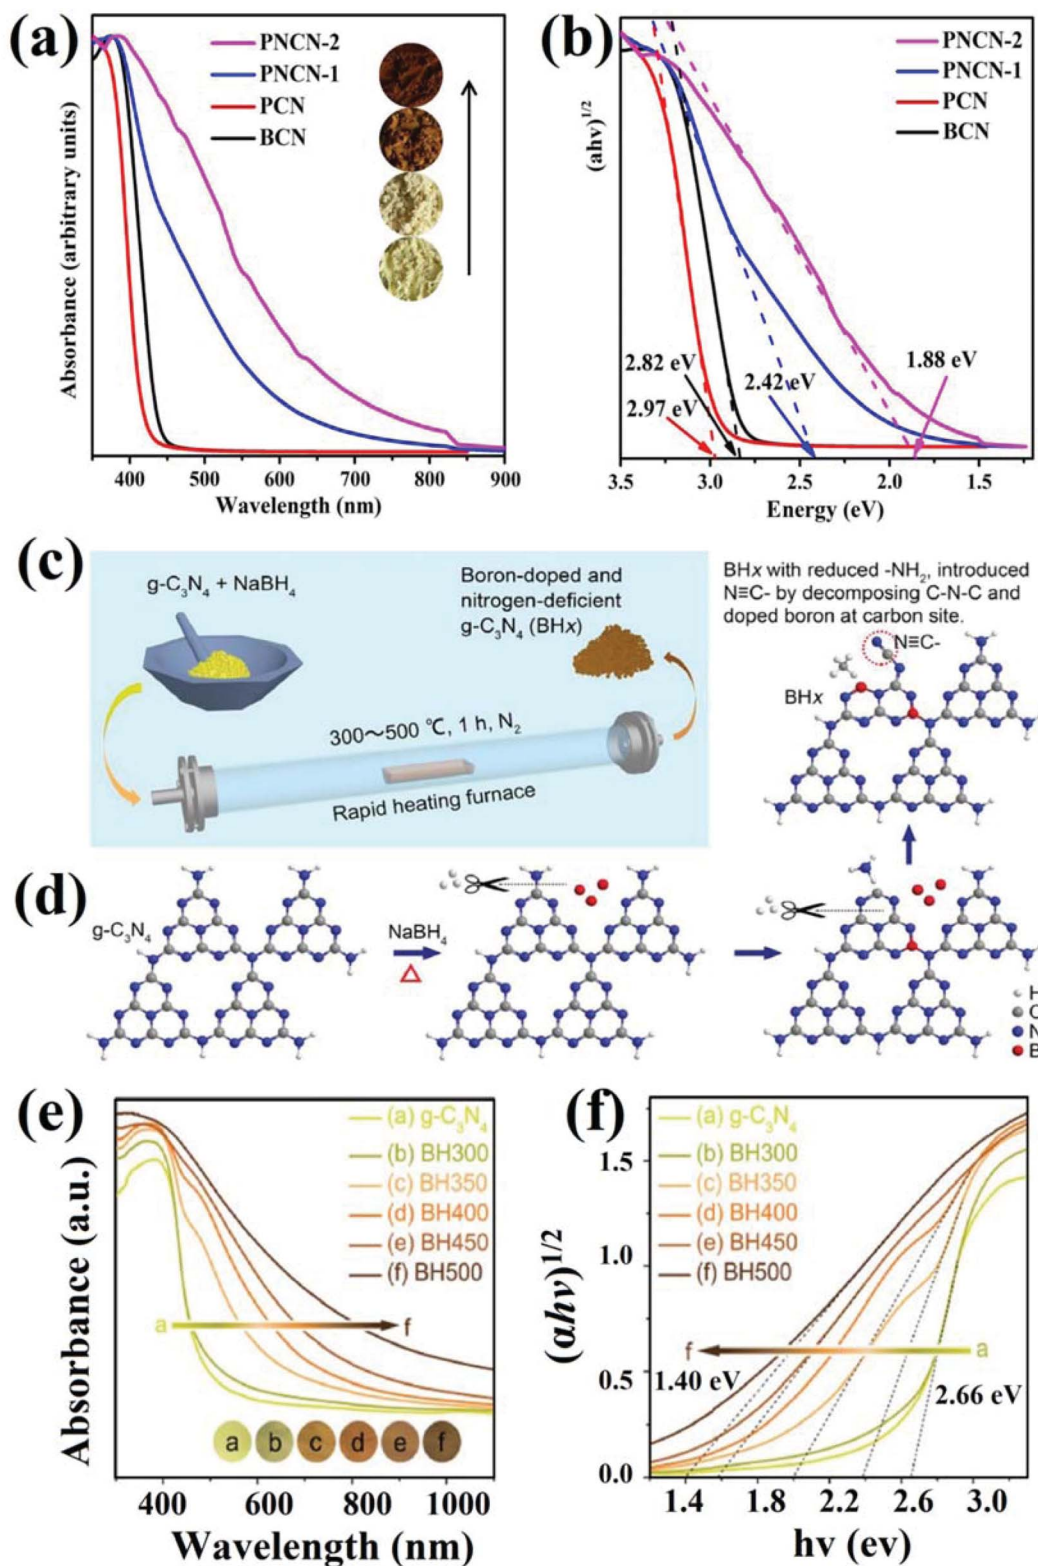 (a)
PNCN-2
PNCN-1
PCN
BCN
Absorbance (arbitrary units)
400 500 600 700 800 900
Wavelength (nm)
(b)
PNCN-2
PNCN-1
PCN
BCN
(ahv)1/2
2.82 eV
2.97 eV
2.42 eV
1.88 eV
3.5 3.0 2.5 2.0 1.5
Energy (eV)
(c)
g-C3N4 + NaBH4
Boron-doped and
nitrogen-deficient
g-C3N4 (BHx)
300~500 ℃, 1 h, N2
Rapid heating furnace
BHx with reduced -NH2, introduced
N≡C- by decomposing C-N-C and
doped boron at carbon site.
N≡C-
BHx
(d)
g-C3N4
NaBH4
H
C
N
B
(e)
(a) g-C3N4
(b) BH300
(c) BH350
(d) BH400
(e) BH450
(f) BH500
Absorbance (a.u.)
a
f
a b c d e f
400 600 800 1000
Wavelength (nm)
(f)
(a) g-C3N4
(b) BH300
(c) BH350
(d) BH400
(e) BH450
(f) BH500
(αhv)1/2
1.5
1.0
0.5
0.0
f
a
1.40 eV
2.66 eV
1.4 1.8 2.2 2.6 3.0
hv (ev)